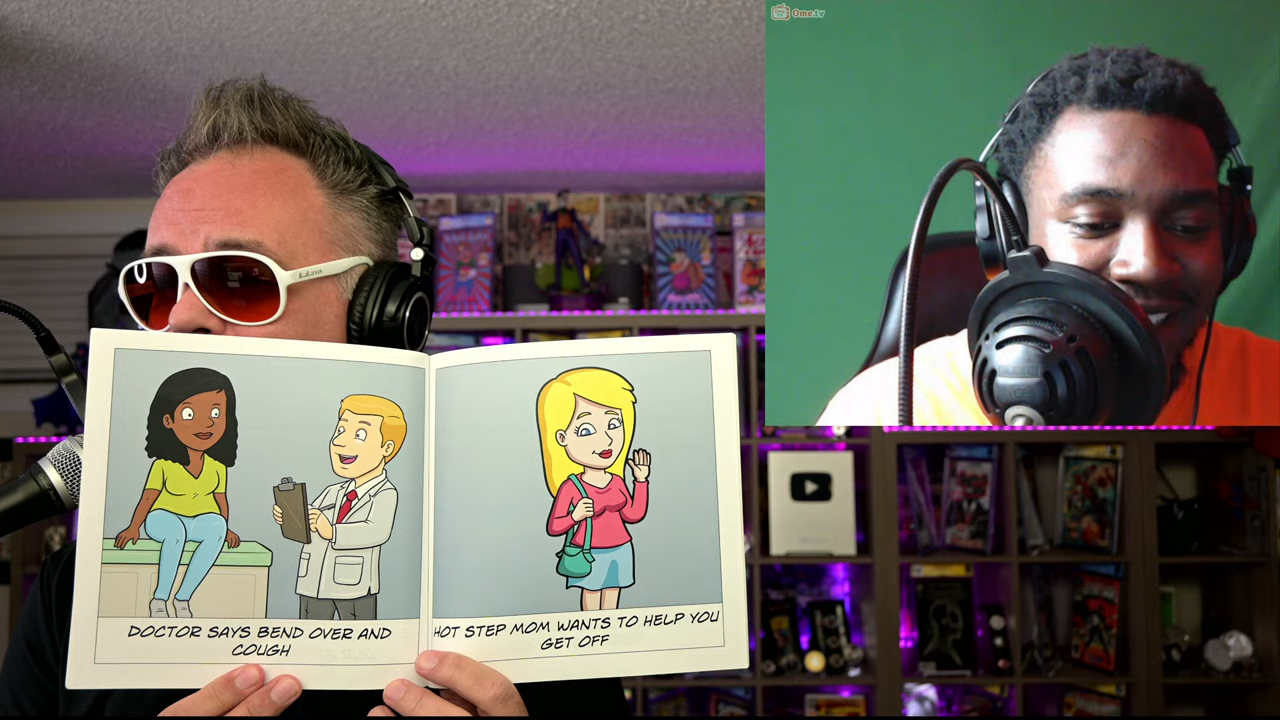 Ome.tv
DOCTOR SAYS BEND OVER AND
COUGH
HOT STEP MOM WANTS TO HELP YOU
GET OFF